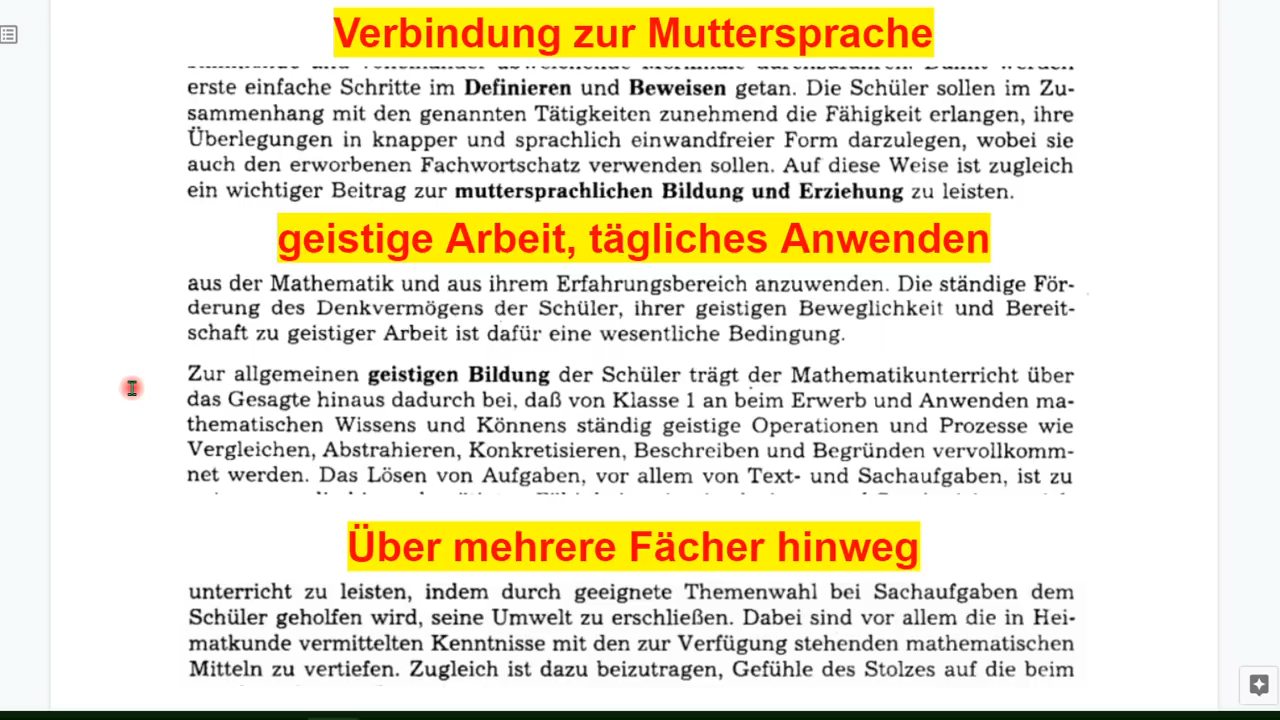 Verbindung zur Muttersprache
erste einfache Schritte im Definieren und Beweisen getan. Die Schüler sollen im Zu-
sammenhang mit den genannten Tätigkeiten zunehmend die Fähigkeit erlangen, ihre
Überlegungen in knapper und sprachlich einwandfreier Form darzulegen, wobei sie
auch den erworbenen Fachwortschatz verwenden sollen. Auf diese Weise ist zugleich
ein wichtiger Beitrag zur muttersprachlichen Bildung und Erziehung zu leisten.
geistige Arbeit, tägliches Anwenden
aus der Mathematik und aus ihrem Erfahrungsbereich anzuwenden. Die ständige För-
derung des Denkvermögens der Schüler, ihrer geistigen Beweglichkeit und Bereit-
schaft zu geistiger Arbeit ist dafür eine wesentliche Bedingung.
Zur allgemeinen geistigen Bildung der Schüler trägt der Mathematikunterricht über
das Gesagte hinaus dadurch bei, daß von Klasse 1 an beim Erwerb und Anwenden ma-
thematischen Wissens und Könnens ständig geistige Operationen und Prozesse wie
Vergleichen, Abstrahieren, Konkretisieren, Beschreiben und Begründen vervollkomm-
net werden. Das Lösen von Aufgaben, vor allem von Text- und Sachaufgaben, ist zu
Über mehrere Fächer hinweg
unterricht zu leisten, indem durch geeignete Themenwahl bei Sachaufgaben dem
Schüler geholfen wird, seine Umwelt zu erschließen. Dabei sind vor allem die in Hei-
matkunde vermittelten Kenntnisse mit den zur Verfügung stehenden mathematischen
Mitteln zu vertiefen. Zugleich ist dazu beizutragen, Gefühle des Stolzes auf die beim